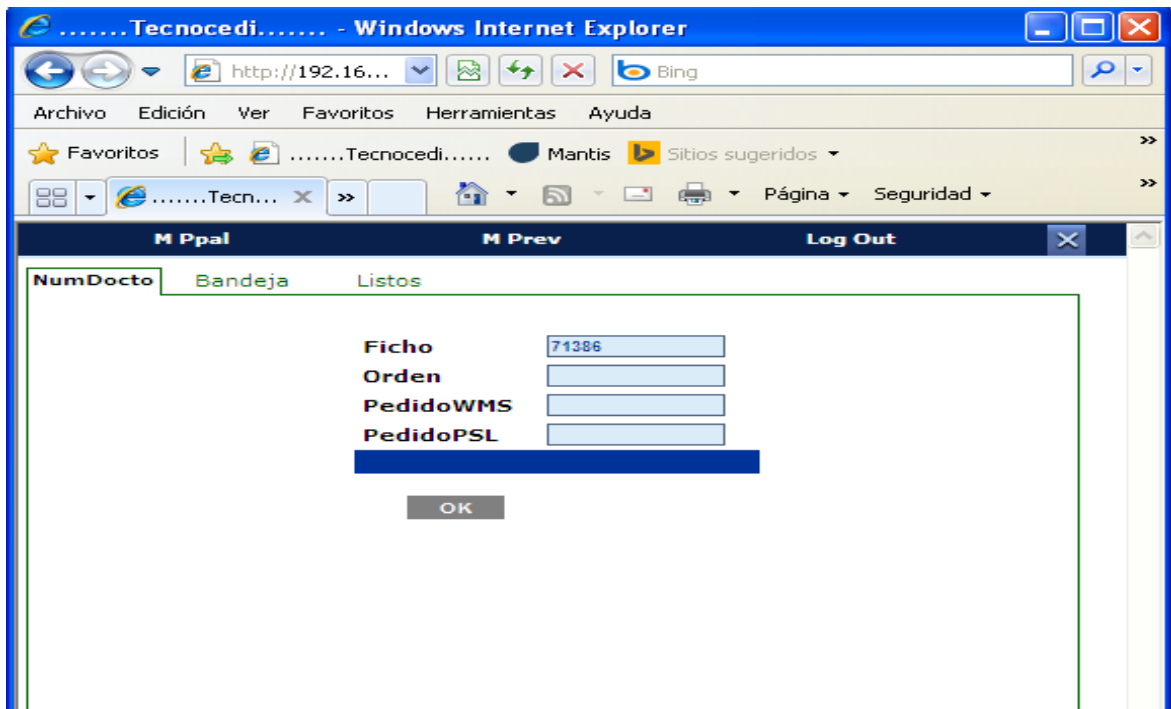 .......Tecnocedi....... - Windows Internet Explorer
http://192.16... Bing
Archivo Edición Ver Favoritos Herramientas Ayuda
Favoritos .......Tecnocedi...... Mantis Sitios sugeridos »
.......Tecn... » Página Seguridad »
M Ppal M Prev Log Out
NumDocto Bandeja Listos
Ficho 71386
Orden
PedidoWMS
PedidoPSL
OK